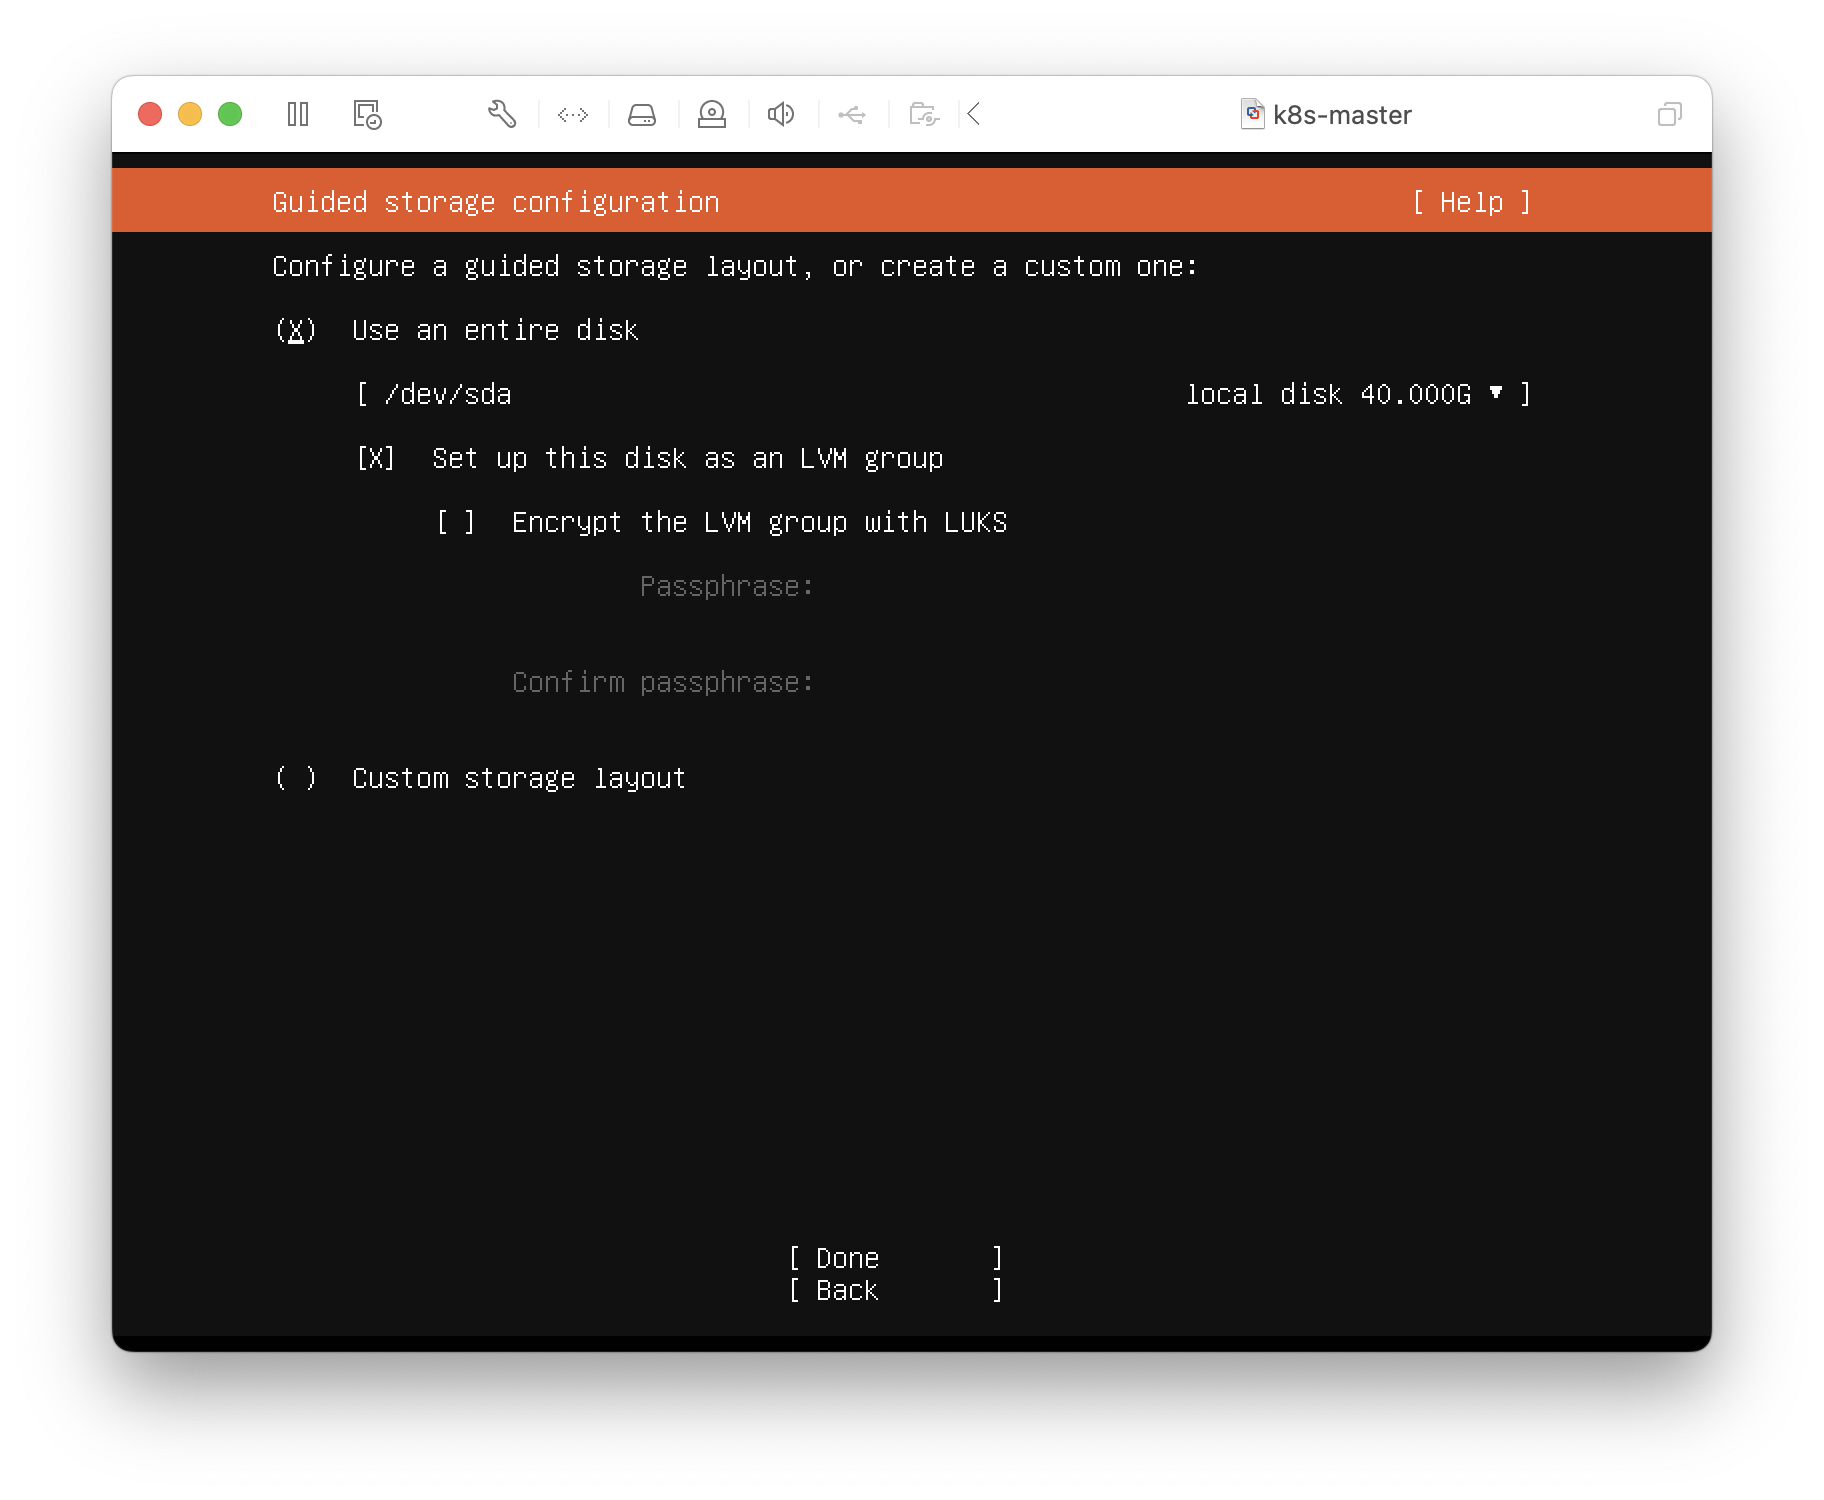 k8s-master
Guided storage configuration [ Help ]
Configure a guided storage layout, or create a custom one:
(X) Use an entire disk
[ /dev/sda local disk 40.000G ▾ ]
[X] Set up this disk as an LVM group
[ ] Encrypt the LVM group with LUKS
Passphrase:
Confirm passphrase:
( ) Custom storage layout
[ Done ]
[ Back ]